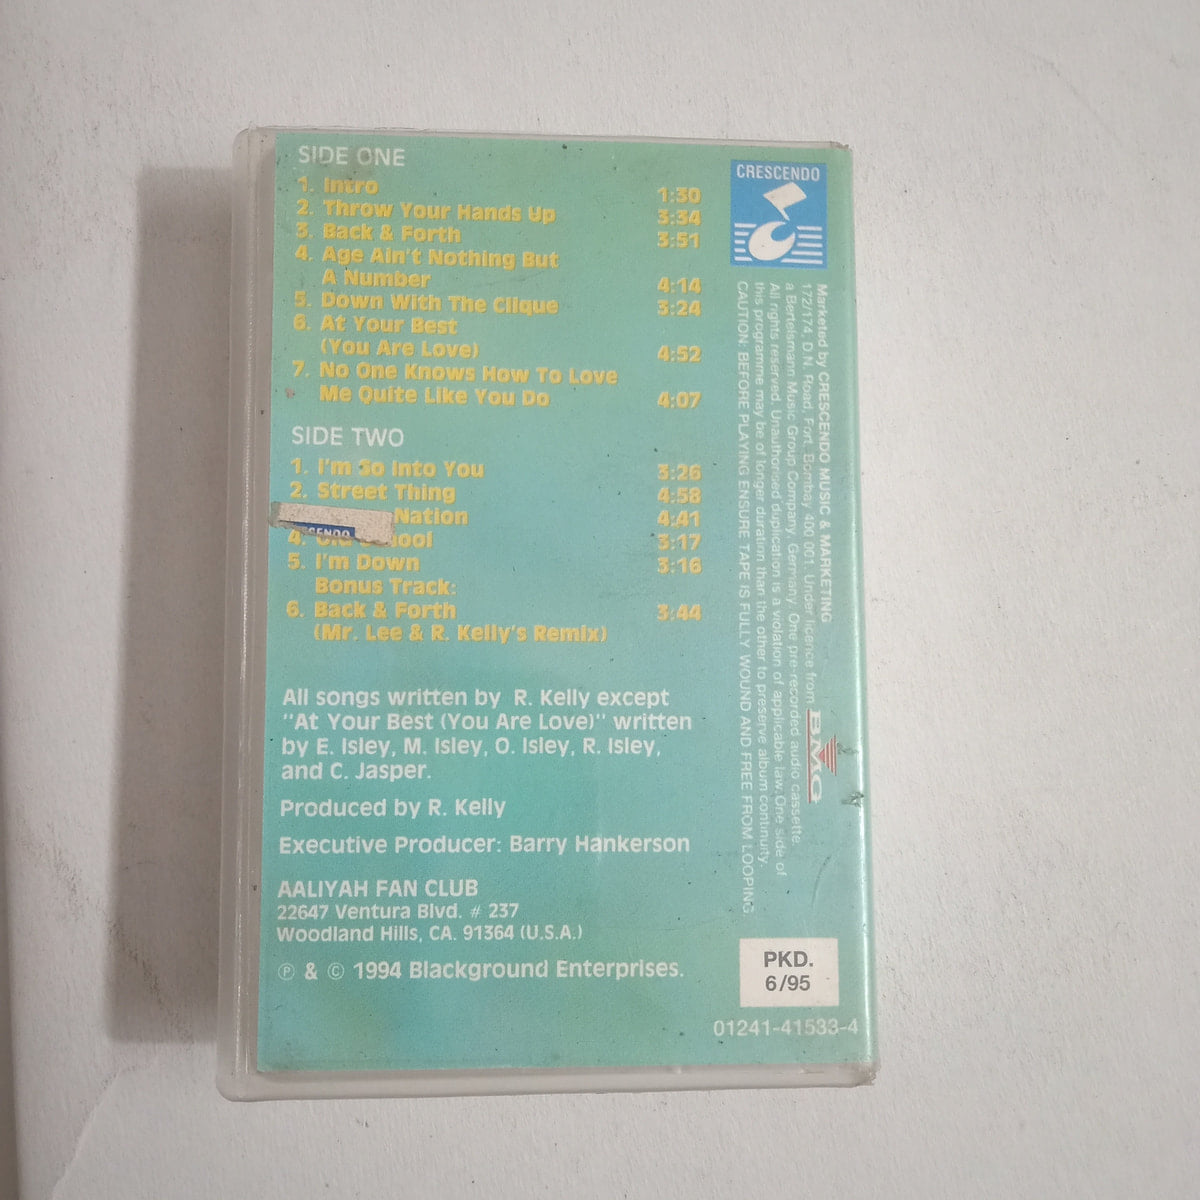 SIDE ONE
1. Intro 1:30
2. Throw Your Hands Up 3:34
3. Back & Forth 3:51
4. Age Ain't Nothing But
A Number 4:14
5. Down With The Clique 3:24
6. At Your Best
(You Are Love) 4:52
7. No One Knows How To Love
Me Quite Like You Do 4:07
SIDE TWO
1. I'm So Into You 3:26
2. Street Thing 4:58
Nation 4:41
4. Old School 3:17
5. I'm Down 3:16
Bonus Track:
6. Back & Forth 3:44
(Mr. Lee & R. Kelly's Remix)
All songs written by R. Kelly except
"At Your Best (You Are Love)" written
by E. Isley, M. Isley, O. Isley, R. Isley,
and C. Jasper.
Produced by R. Kelly
Executive Producer: Barry Hankerson
AALIYAH FAN CLUB
22647 Ventura Blvd. # 237
Woodland Hills, CA. 91364 (U.S.A.)
℗ & © 1994 Blackground Enterprises.
CRESCENDO
Marketed by CRESCENDO MUSIC & MARKETING
172/174, D.N. Road, Fort, Bombay 400 001. Under licence from BMG
a Bertelsmann Music Group Company, Germany. One pre-recorded audio cassette.
All rights reserved. Unauthorised duplication is a violation of applicable law. One side of
this programme may be of longer duration than the other to preserve album continuity.
CAUTION: BEFORE PLAYING ENSURE TAPE IS FULLY WOUND AND FREE FROM LOOPING.
PKD.
6/95
01241-41533-4